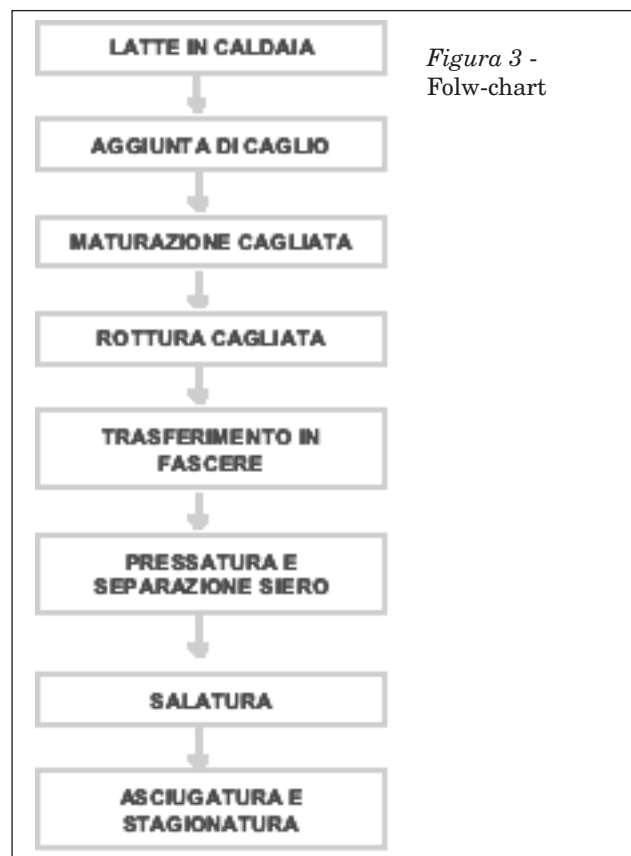 LATTE IN CALDAIA
Figura 3 -
Folw-chart
AGGIUNTA DI CAGLIO
MATURAZIONE CAGLIATA
ROTTURA CAGLIATA
TRASFERIMENTO IN
FASCERE
PRESSATURA E
SEPARAZIONE SIERO
SALATURA
ASCIUGATURA E
STAGIONATURA